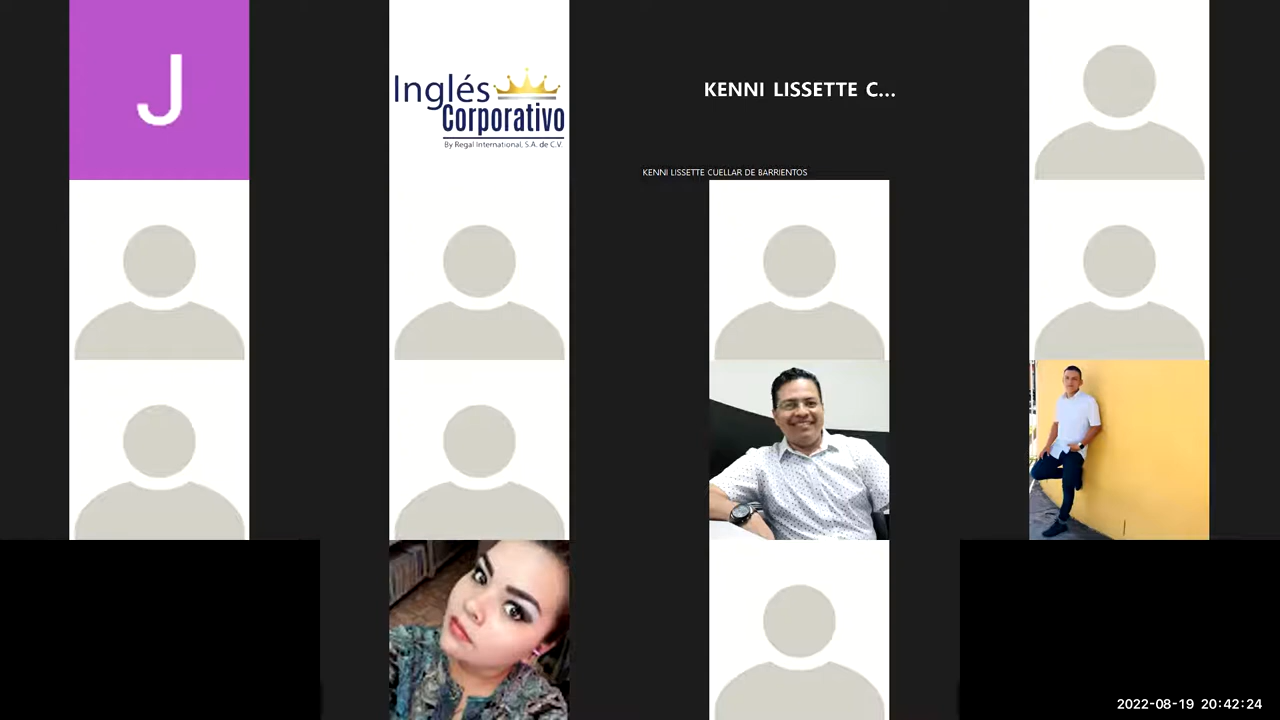 J
Inglés
Corporativo
By Regal International, S.A. de C.V.
KENNI LISSETTE C...
KENNI LISSETTE CUELLAR DE BARRIENTOS
2022-08-19 20:42:24